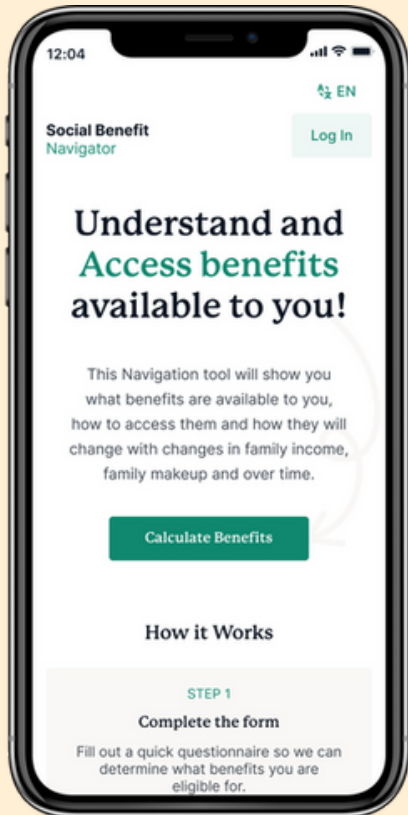 12:04
EN
Social Benefit
Navigator
Log In
Understand and
Access benefits
available to you!
This Navigation tool will show you
what benefits are available to you,
how to access them and how they will
change with changes in family income,
family makeup and over time.
Calculate Benefits
How it Works
STEP 1
Complete the form
Fill out a quick questionnaire so we can
determine what benefits you are
eligible for.